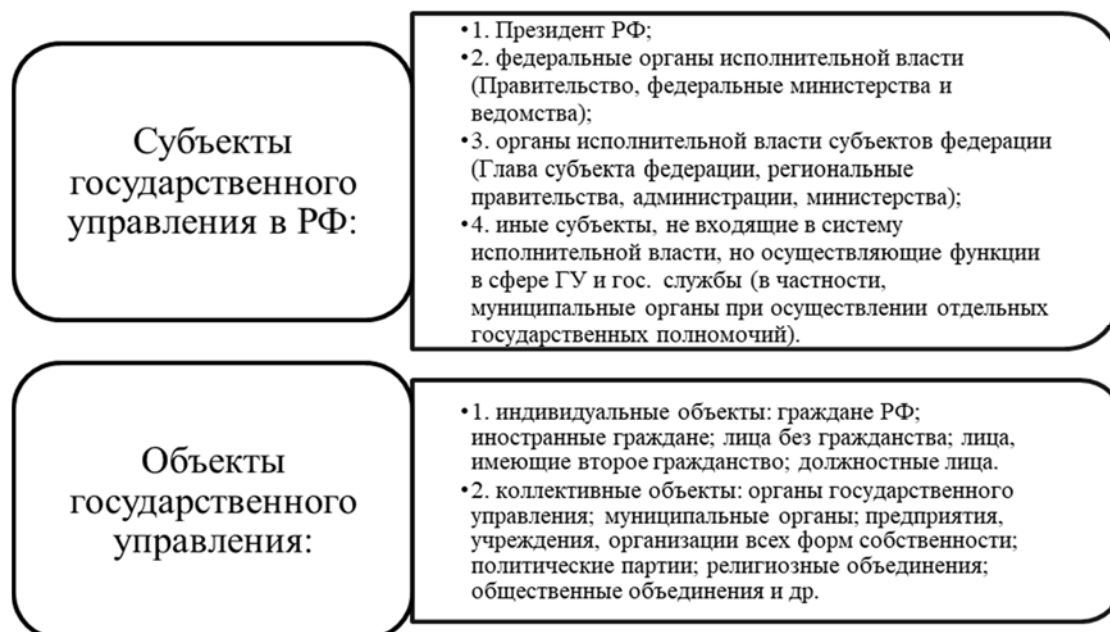 Субъекты
государственного
управления в РФ:
•1. Президент РФ;
•2. федеральные органы исполнительной власти
(Правительство, федеральные министерства и
ведомства);
•3. органы исполнительной власти субъектов федерации
(Глава субъекта федерации, региональные
правительства, администрации, министерства);
•4. иные субъекты, не входящие в систему
исполнительной власти, но осуществляющие функции
в сфере ГУ и гос. службы (в частности,
муниципальные органы при осуществлении отдельных
государственных полномочий).
Объекты
государственного
управления:
•1. индивидуальные объекты: граждане РФ;
иностранные граждане; лица без гражданства; лица,
имеющие второе гражданство; должностные лица.
•2. коллективные объекты: органы государственного
управления; муниципальные органы; предприятия,
учреждения, организации всех форм собственности;
политические партии; религиозные объединения;
общественные объединения и др.